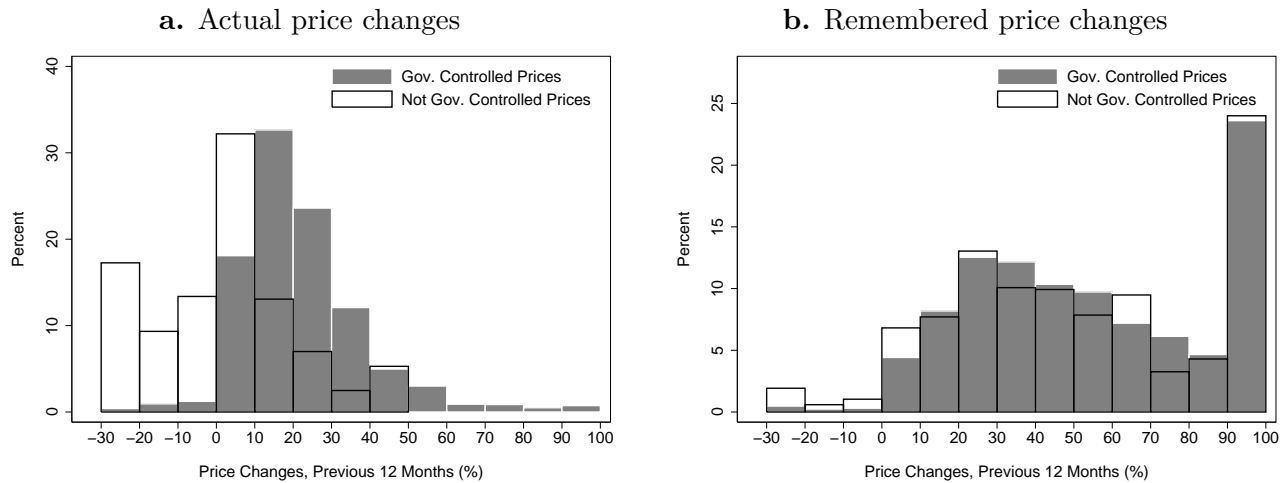 a. Actual price changes
40
30
20
10
0
Percent
Gov. Controlled Prices
Not Gov. Controlled Prices
−30 −20 −10 0 10 20 30 40 50 60 70 80 90 100
Price Changes, Previous 12 Months (%)
b. Remembered price changes
25
20
15
10
5
0
Percent
Gov. Controlled Prices
Not Gov. Controlled Prices
−30 −20 −10 0 10 20 30 40 50 60 70 80 90 100
Price Changes, Previous 12 Months (%)